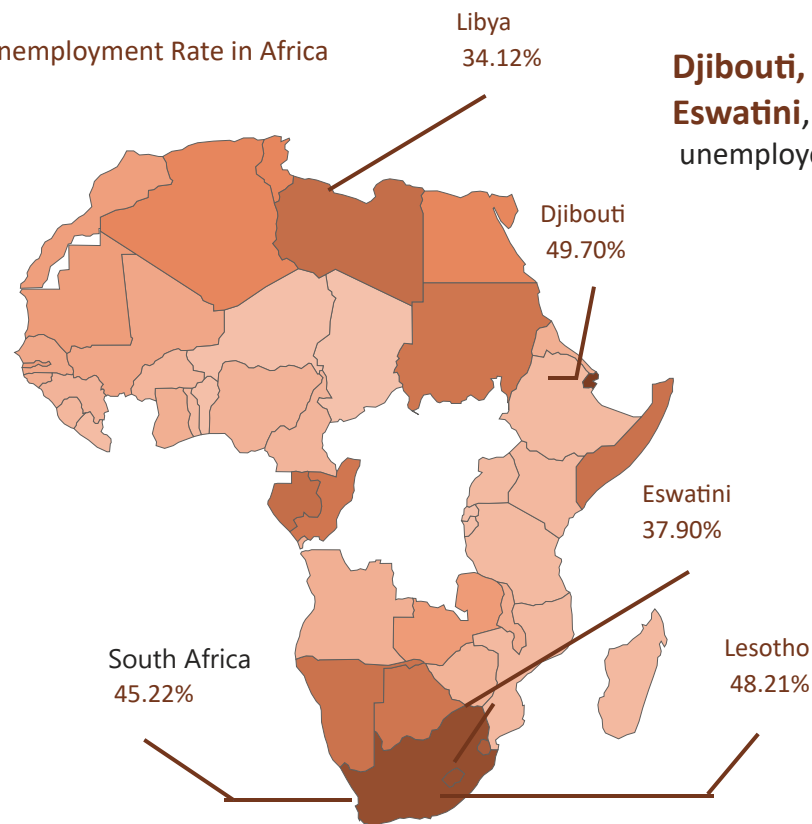 Libya
34.12%
nemployment Rate in Africa
Djibouti,
Eswatini,
unemploye
Djibouti
49.70%
Eswatini
37.90%
South Africa
45.22%
Lesotho
48.21%